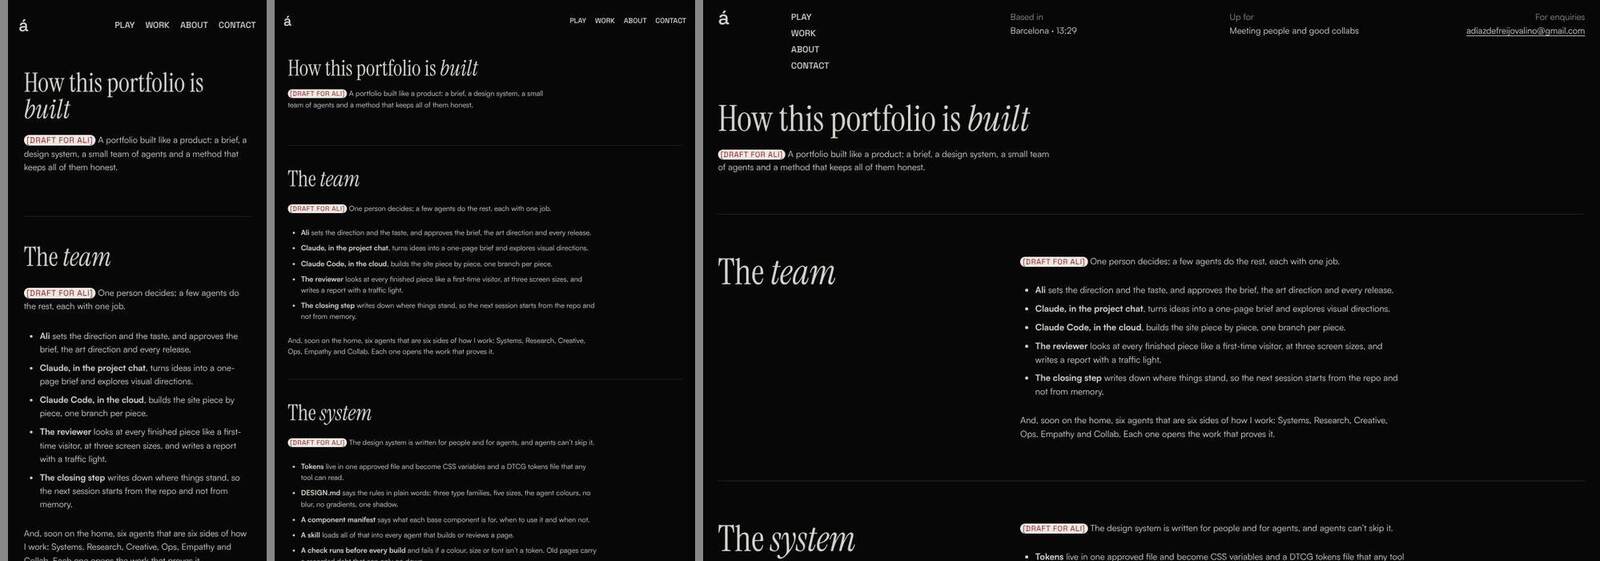 á
PLAY WORK ABOUT CONTACT
How this portfolio is
built
[DRAFT FOR ALI] A portfolio built like a product: a brief, a
design system, a small team of agents and a method that
keeps all of them honest.
The team
[DRAFT FOR ALI] One person decides; a few agents do
the rest, each with one job.
• Ali sets the direction and the taste, and approves the
brief, the art direction and every release.
• Claude, in the project chat, turns ideas into a one-
page brief and explores visual directions.
• Claude Code, in the cloud, builds the site piece by
piece, one branch per piece.
• The reviewer looks at every finished piece like a first-
time visitor, at three screen sizes, and writes a report
with a traffic light.
• The closing step writes down where things stand, so
the next session starts from the repo and not from
memory.
And, soon on the home, six agents that are six sides of how
I work: Systems, Research, Creative, Ops, Empathy and
Collab. Each one opens the work that proves it.
á
PLAY WORK ABOUT CONTACT
How this portfolio is built
[DRAFT FOR ALI] A portfolio built like a product: a brief, a design system, a small
team of agents and a method that keeps all of them honest.
The team
[DRAFT FOR ALI] One person decides; a few agents do the rest, each with one job.
• Ali sets the direction and the taste, and approves the brief, the art direction and every release.
• Claude, in the project chat, turns ideas into a one-page brief and explores visual directions.
• Claude Code, in the cloud, builds the site piece by piece, one branch per piece.
• The reviewer looks at every finished piece like a first-time visitor, at three screen sizes, and
writes a report with a traffic light.
• The closing step writes down where things stand, so the next session starts from the repo and
not from memory.
And, soon on the home, six agents that are six sides of how I work: Systems, Research, Creative,
Ops, Empathy and Collab. Each one opens the work that proves it.
The system
[DRAFT FOR ALI] The design system is written for people and for agents, and agents can't skip it.
• Tokens live in one approved file and become CSS variables and a DTCG tokens file that any
tool can read.
• DESIGN.md says the rules in plain words: three type families, five sizes, the agent colours, no
blur, no gradients, one shadow.
• A component manifest says what each base component is for, when to use it and when not.
• A skill loads all of that into every agent that builds or reviews a page.
• A check runs before every build and fails if a colour, size or font isn't a token. Old pages carry
a recorded debt that can only go down.
á
PLAY
WORK
ABOUT
CONTACT
Based in
Barcelona • 13:29
Up for
Meeting people and good collabs
For enquiries
adiazdefreijovalino@gmail.com
How this portfolio is built
[DRAFT FOR ALI] A portfolio built like a product: a brief, a design system, a small team
of agents and a method that keeps all of them honest.
The team
[DRAFT FOR ALI] One person decides; a few agents do the rest, each with one job.
• Ali sets the direction and the taste, and approves the brief, the art direction and every release.
• Claude, in the project chat, turns ideas into a one-page brief and explores visual directions.
• Claude Code, in the cloud, builds the site piece by piece, one branch per piece.
• The reviewer looks at every finished piece like a first-time visitor, at three screen sizes, and
writes a report with a traffic light.
• The closing step writes down where things stand, so the next session starts from the repo and
not from memory.
And, soon on the home, six agents that are six sides of how I work: Systems, Research, Creative,
Ops, Empathy and Collab. Each one opens the work that proves it.
The system
[DRAFT FOR ALI] The design system is written for people and for agents, and agents can't skip it.
• Tokens live in one approved file and become CSS variables and a DTCG tokens file that any tool